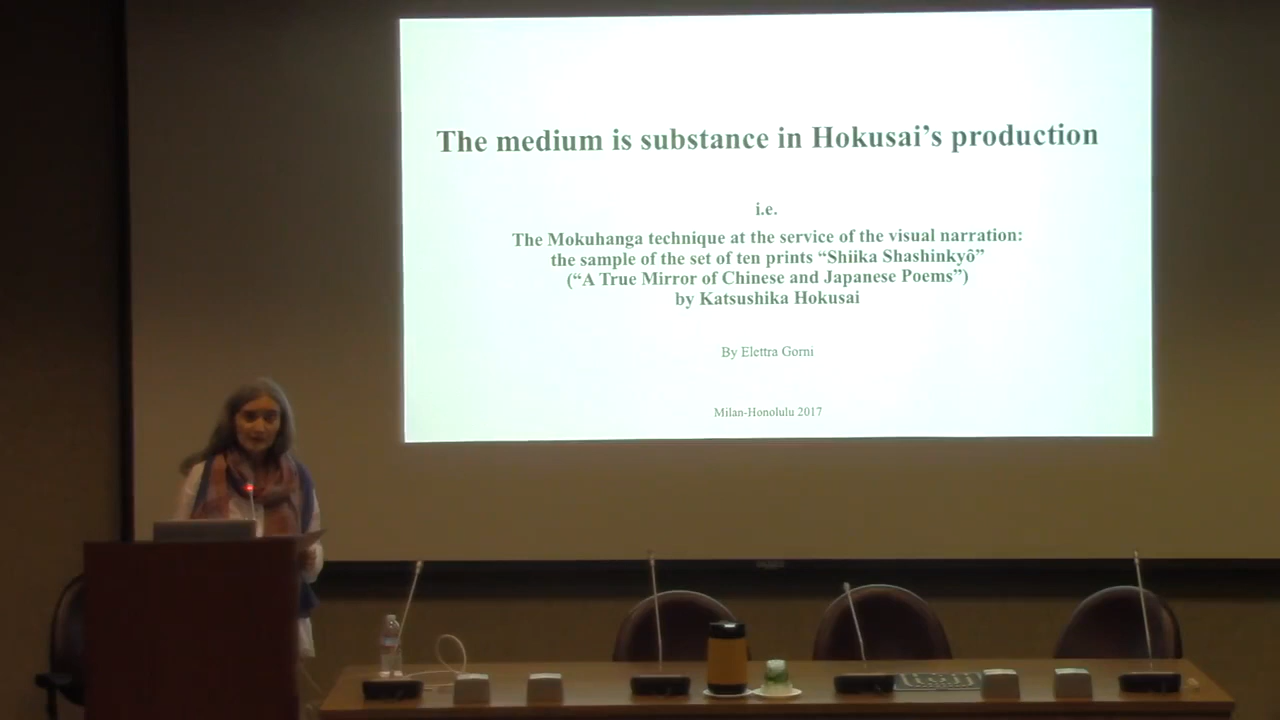 The medium is substance in Hokusai’s production
i.e.
The Mokuhanga technique at the service of the visual narration:
the sample of the set of ten prints “Shiika Shashinkyô”
(“A True Mirror of Chinese and Japanese Poems”)
by Katsushika Hokusai
By Elettra Gorni
Milan-Honolulu 2017